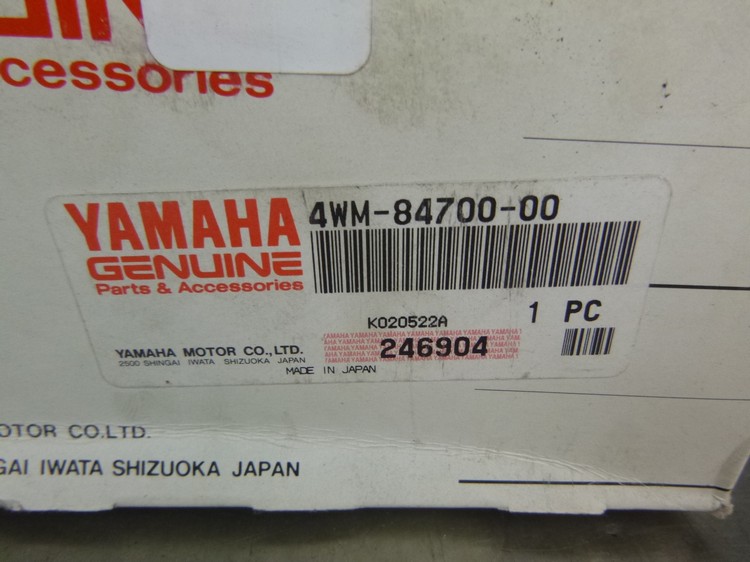 ccessories
YAMAHA
GENUINE
Parts & Accessories
4WM-84700-00
K020522A
1 PC
YAMAHA MOTOR CO.,LTD.
2500 SHINGAI IWATA SHIZUOKA JAPAN
246904
MADE IN JAPAN
OTOR CO.LTD.
GAI IWATA SHIZUOKA JAPAN